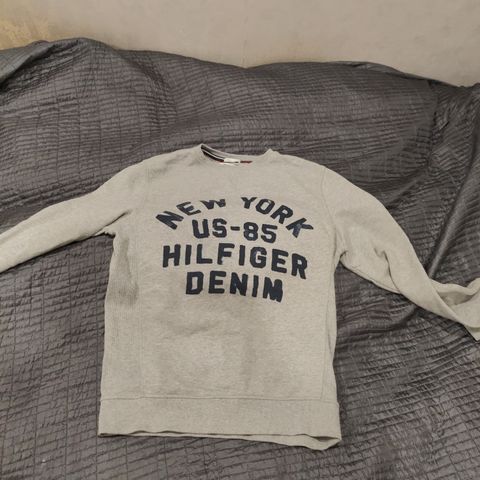 NEW YORK
US-85
HILFIGER
DENIM